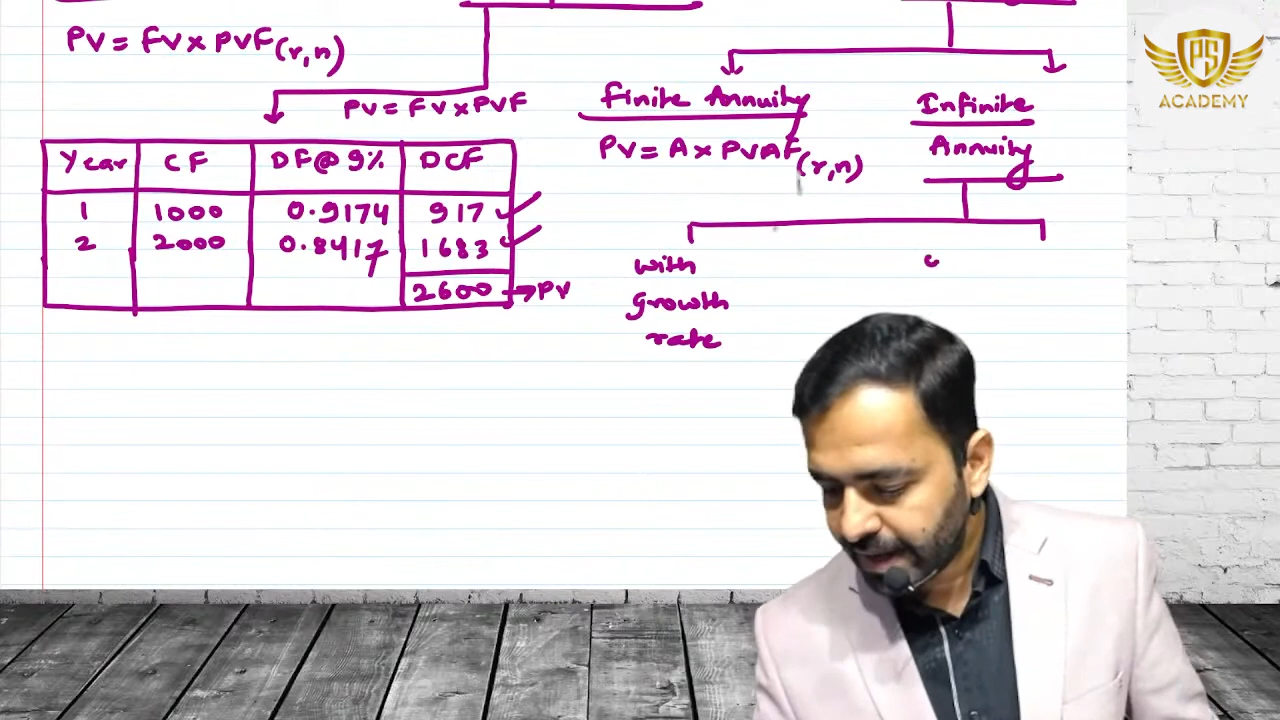 PV = FV x PVF(r,n)
PV = FV x PVF
Year CF DF@9% DCF
1 1000 0.9174 917
2 2000 0.8417 1683
2600 → PV
Finite Annuity
PV = A x PVAF(r,n)
Infinite
Annuity
with
growth
rate
PS
ACADEMY